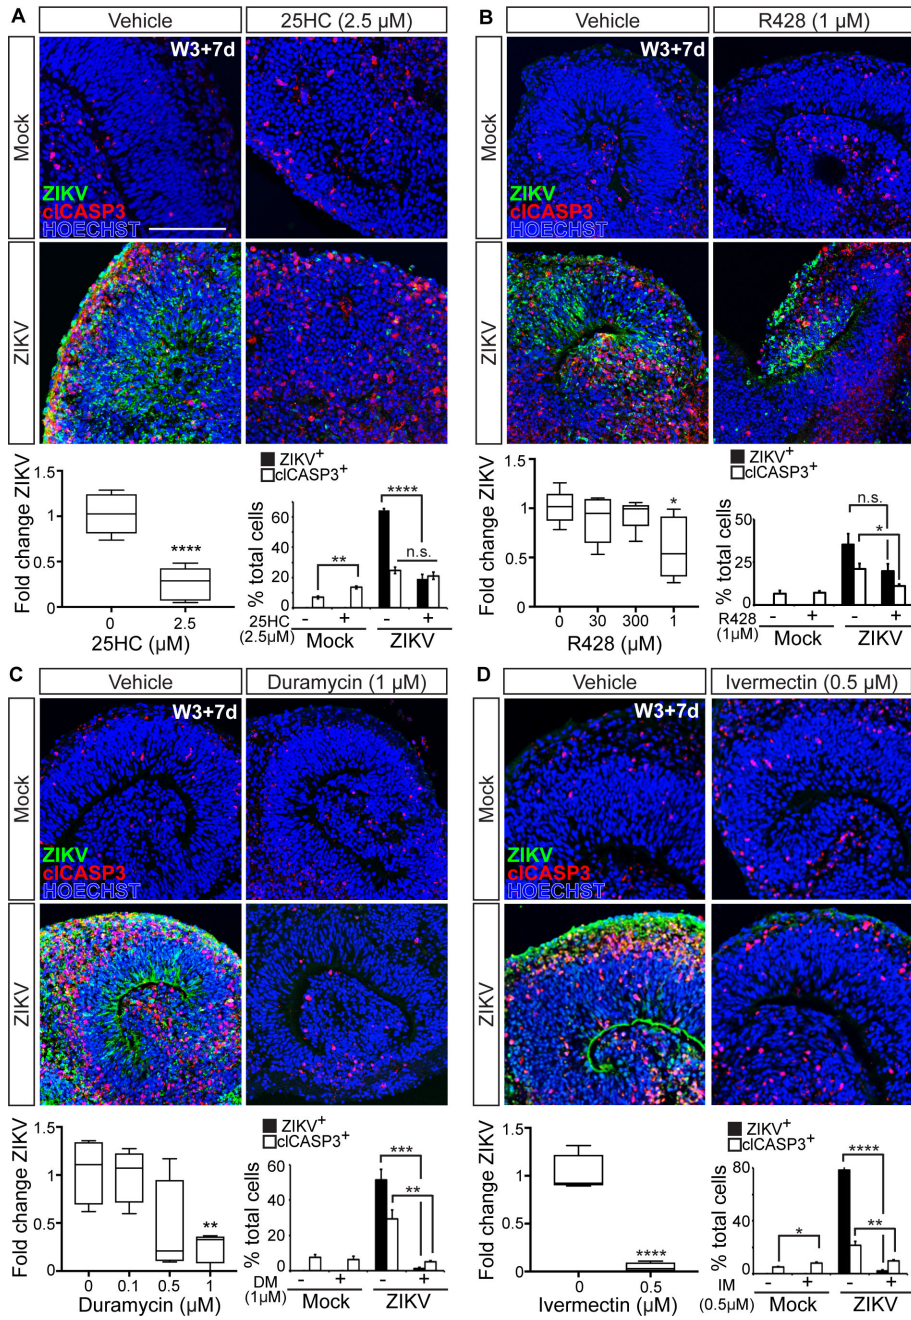 A
Vehicle
25HC (2.5 µM)
Mock
W3+7d
ZIKV
clCASP3
HOECHST
ZIKV
Fold change ZIKV
1.5
1
0.5
0
0
2.5
25HC (µM)
****
ZIKV+
clCASP3+
% total cells
60
40
20
0
**
****
n.s.
- + - +
25HC
(2.5µM)
Mock
ZIKV
B
Vehicle
R428 (1 µM)
Mock
W3+7d
ZIKV
clCASP3
HOECHST
ZIKV
Fold change ZIKV
1.5
1
0.5
0
*
0 30 300 1
R428 (µM)
ZIKV+
clCASP3+
% total cells
50
25
0
n.s.
*
- + - +
R428
(1µM)
Mock
ZIKV
C
Vehicle
Duramycin (1 µM)
Mock
W3+7d
ZIKV
clCASP3
HOECHST
ZIKV
Fold change ZIKV
1.5
1
0.5
0
**
0 0.1 0.5 1
Duramycin (µM)
ZIKV+
clCASP3+
% total cells
60
40
20
0
***
**
- + - +
DM
(1µM)
Mock
ZIKV
D
Vehicle
Ivermectin (0.5 µM)
Mock
W3+7d
ZIKV
clCASP3
HOECHST
ZIKV
Fold change ZIKV
1.5
1
0.5
0
****
0 0.5
Ivermectin (µM)
ZIKV+
clCASP3+
% total cells
80
40
0
*
****
**
- + - +
IM
(0.5µM)
Mock
ZIKV